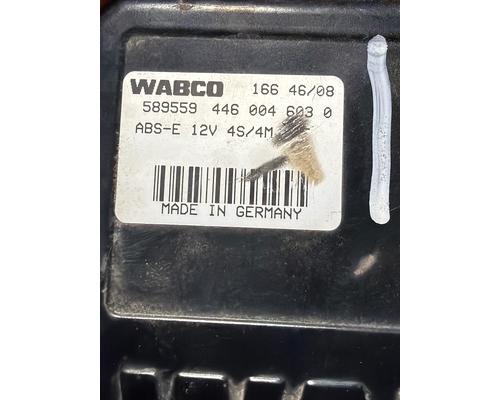 WABCO 166 46/08
589559 446 004 603 0
ABS-E 12V 4S/4M
MADE IN GERMANY